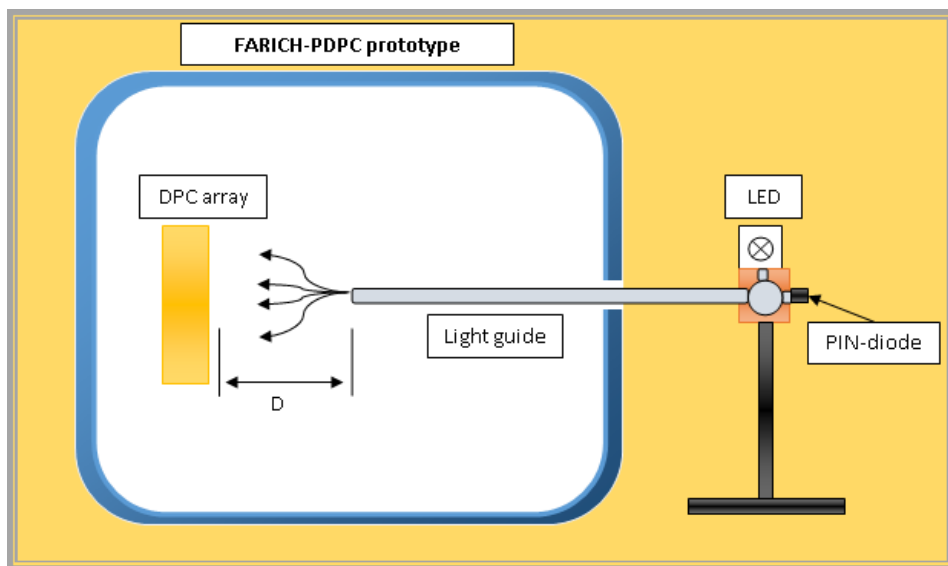 FARICH-PDPC prototype
DPC array
LED
Light guide
PIN-diode
D